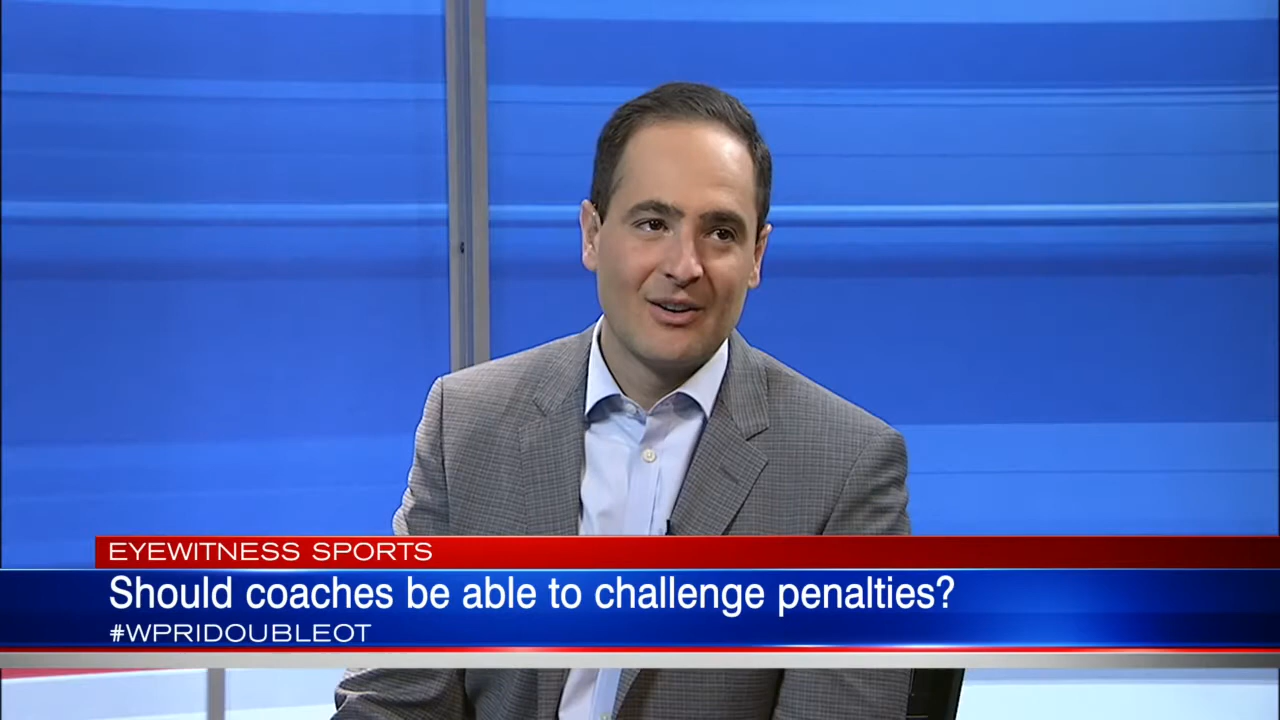 EYEWITNESS SPORTS
Should coaches be able to challenge penalties?
#WPRIDOUBLEOT